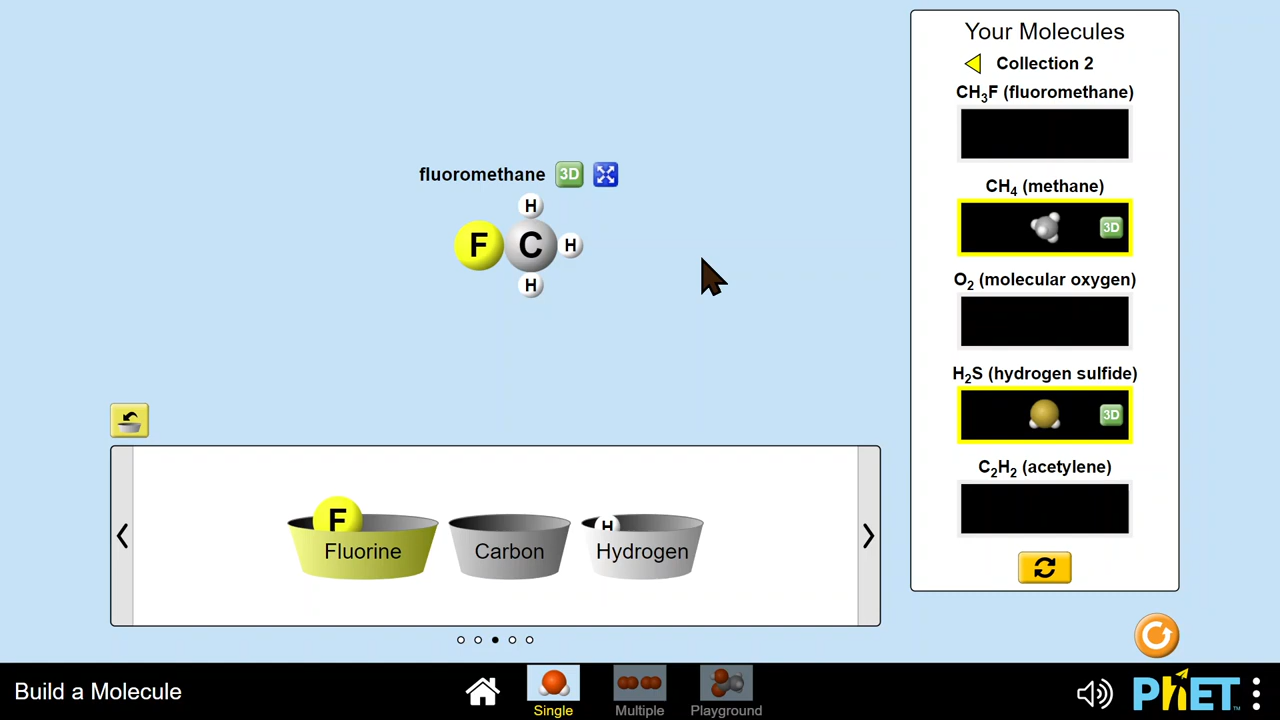 Your Molecules
Collection 2
CH₃F (fluoromethane)
fluoromethane 3D
H
F C H
H
CH₄ (methane)
3D
O₂ (molecular oxygen)
H₂S (hydrogen sulfide)
3D
C₂H₂ (acetylene)
F H
Fluorine Carbon Hydrogen
Build a Molecule
Single Multiple Playground
PhET™